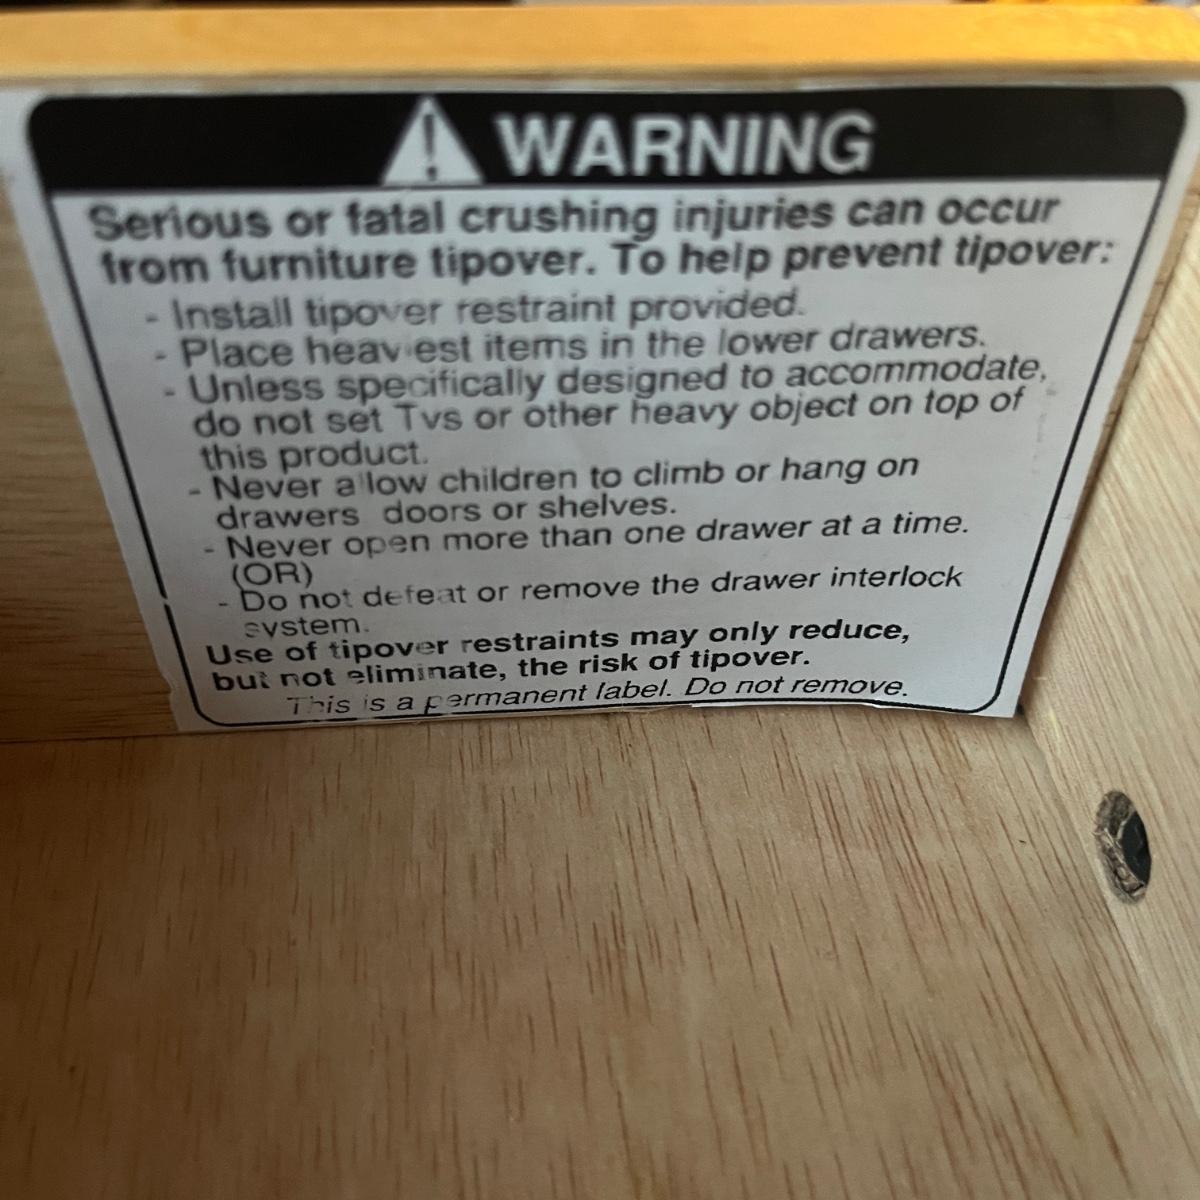 WARNING
Serious or fatal crushing injuries can occur
from furniture tipover. To help prevent tipover:
- Install tipover restraint provided.
- Place heaviest items in the lower drawers.
- Unless specifically designed to accommodate,
do not set Tvs or other heavy object on top of
this product.
- Never allow children to climb or hang on
drawers doors or shelves.
- Never open more than one drawer at a time.
(OR)
- Do not defeat or remove the drawer interlock
system.
Use of tipover restraints may only reduce,
but not eliminate, the risk of tipover.
This is a permanent label. Do not remove.